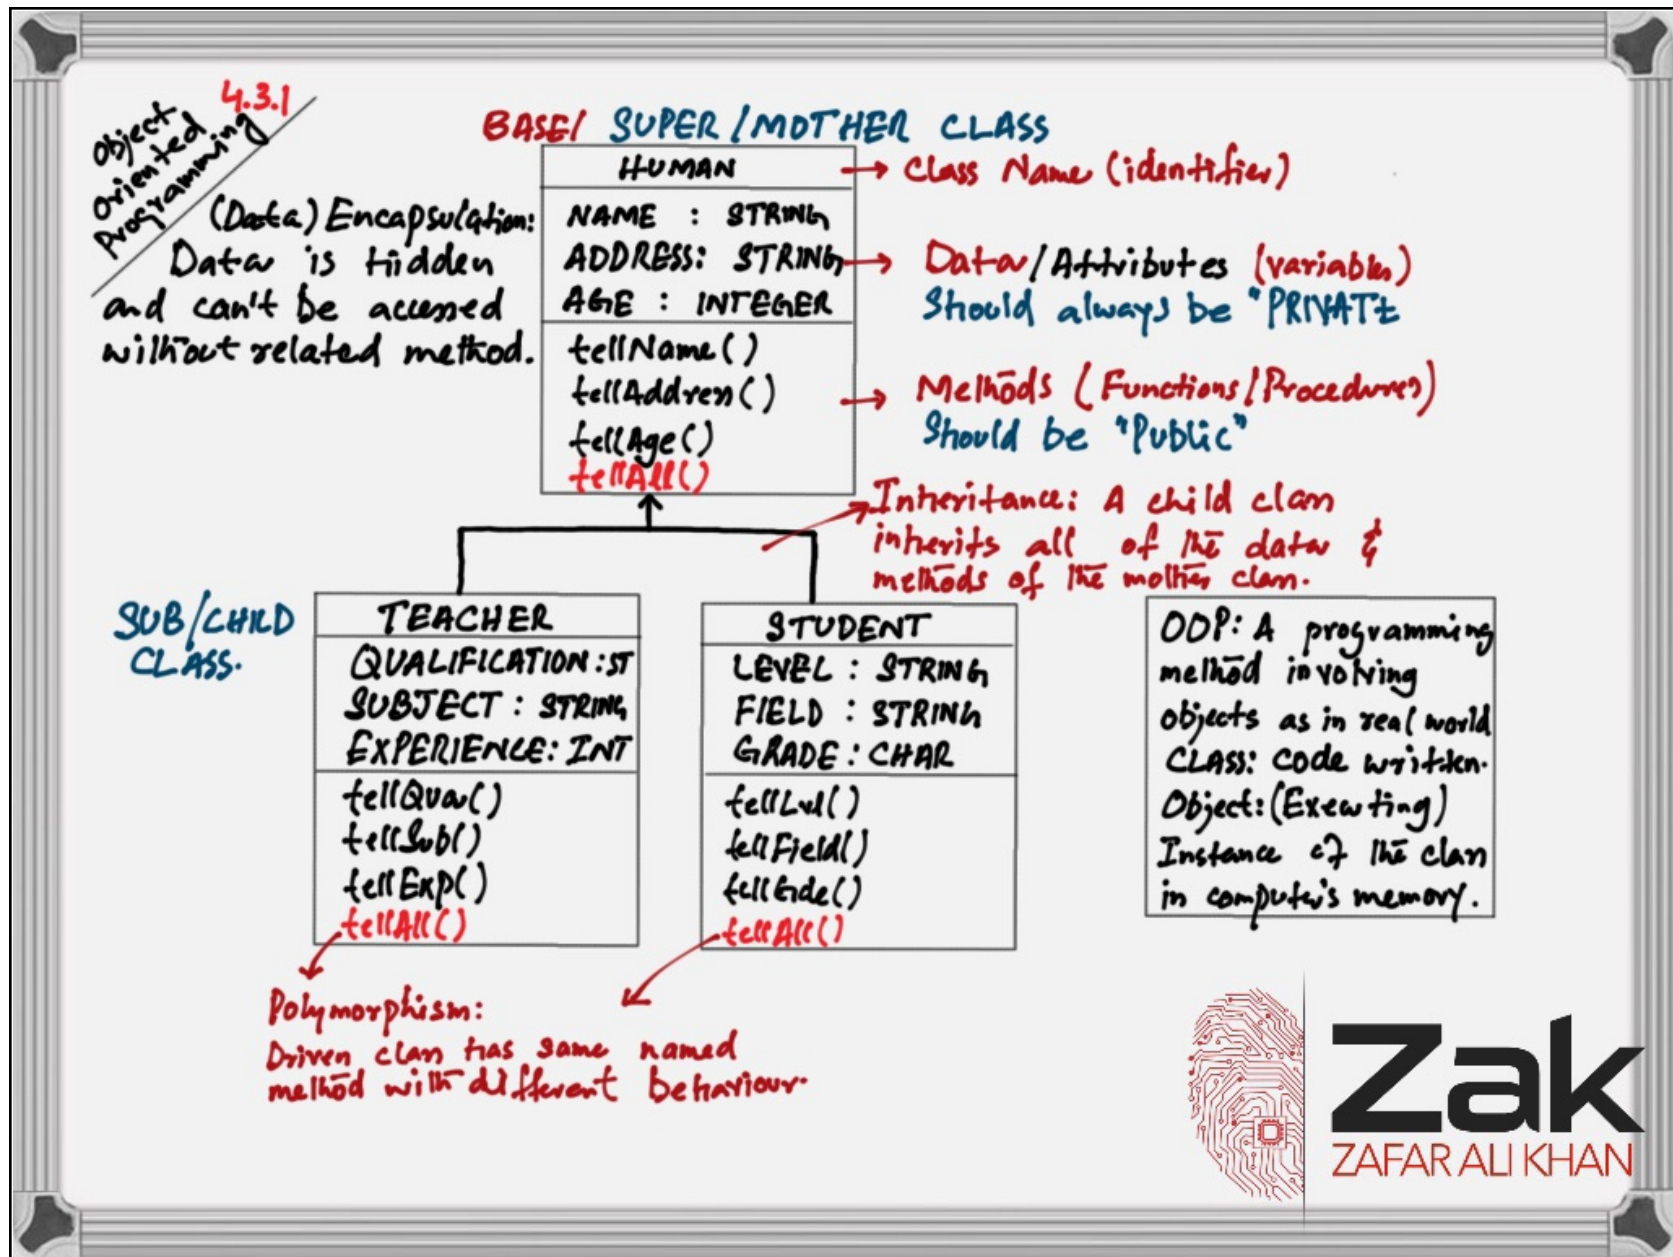 4.3.1
Object
Oriented
Programming
BASE/ SUPER/MOTHER CLASS
HUMAN
Class Name (identifier)
NAME : STRING
ADDRESS: STRING
AGE : INTEGER
(Data) Encapsulation:
Data is Hidden
and can't be accessed
without related method.
Data/Attributes (variables)
Should always be "PRIVATE
tellName()
tellAddress()
tellAge()
tellAll()
Methods (Functions/Procedures)
Should be "Public"
Inheritance: A child class
inherits all of the data &
methods of the mother class.
SUB/CHILD
CLASS.
TEACHER
QUALIFICATION:ST
SUBJECT : STRING
EXPERIENCE: INT
tellQua()
tellSub()
tellExp()
tellAll()
STUDENT
LEVEL : STRING
FIELD : STRING
GRADE : CHAR
tellLvl()
tellField()
tellGde()
tellAll()
OOP: A programming
method involving
objects as in real world
CLASS: Code written.
Object: (Executing)
Instance of the class
in computer's memory.
Polymorphism:
Driven class has same named
method with different behaviour.
Zak
ZAFAR ALI KHAN